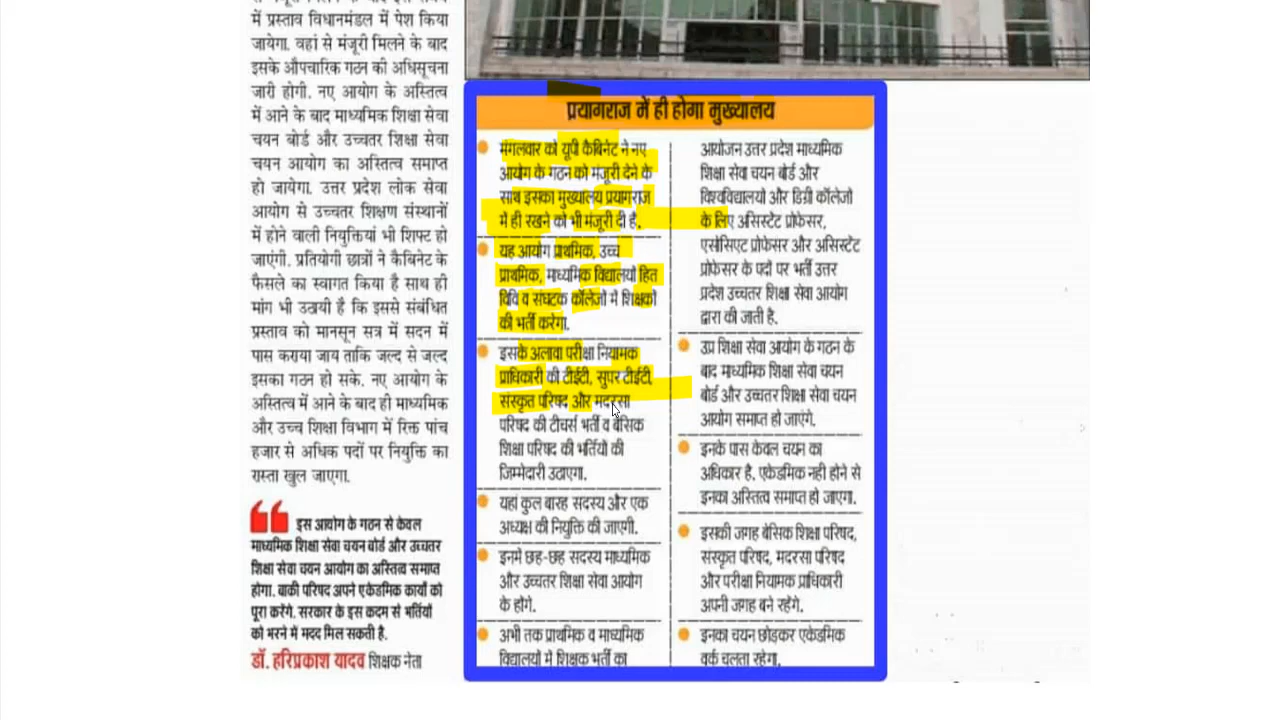 में प्रस्ताव विधानमंडल में पेश किया
जायेगा. वहां से मंजूरी मिलने के बाद
इसके औपचारिक गठन की अधिसूचना
जारी होगी. नए आयोग के अस्तित्व
में आने के बाद माध्यमिक शिक्षा सेवा
चयन बोर्ड और उच्चतर शिक्षा सेवा
चयन आयोग का अस्तित्व समाप्त
हो जायेगा. उत्तर प्रदेश लोक सेवा
आयोग से उच्चतर शिक्षण संस्थानों
में होने वाली नियुक्तियां भी शिफ्ट हो
जाएंगी. प्रतियोगी छात्रों ने कैबिनेट के
फैसले का स्वागत किया है साथ ही
मांग भी उठायी है कि इससे संबंधित
प्रस्ताव को मानसून सत्र में सदन में
पास कराया जाय ताकि जल्द से जल्द
इसका गठन हो सके. नए आयोग के
अस्तित्व में आने के बाद ही माध्यमिक
और उच्च शिक्षा विभाग में रिक्त पांच
हजार से अधिक पदों पर नियुक्ति का
रास्ता खुल जाएगा.
इस आयोग के गठन से केवल
माध्यमिक शिक्षा सेवा चयन बोर्ड और उच्चतर
शिक्षा सेवा चयन आयोग का अस्तित्व समाप्त
होगा. बाकी परिषद अपने एकेडमिक कार्यों को
पूरा करेंगे. सरकार के इस कदम से भर्तियों
को भरने में मदद मिल सकती है.
डॉ. हरिप्रकाश यादव शिक्षक नेता
प्रयागराज में ही होगा मुख्यालय
मंगलवार को यूपी कैबिनेट ने नए
आयोग के गठन को मंजूरी देने के
साथ इसका मुख्यालय प्रयागराज
में ही रखने को भी मंजूरी दी है.
यह आयोग प्राथमिक, उच्च
प्राथमिक, माध्यमिक विद्यालयों हित
विवि व संघटक कॉलेजों में शिक्षकों
की भर्ती करेगा.
इसके अलावा परीक्षा नियामक
प्राधिकारी की टीईटी, सुपर टीईटी,
संस्कृत परिषद और मदरसा
परिषद की टीचर्स भर्ती व बेसिक
शिक्षा परिषद की भर्तियों की
जिम्मेदारी उठाएगा.
यहां कुल बारह सदस्य और एक
अध्यक्ष की नियुक्ति की जाएगी.
इनमें छह-छह सदस्य माध्यमिक
और उच्चतर शिक्षा सेवा आयोग
के होंगे.
अभी तक प्राथमिक व माध्यमिक
विद्यालयों में शिक्षक भर्ती का
आयोजन उत्तर प्रदेश माध्यमिक
शिक्षा सेवा चयन बोर्ड और
विश्वविद्यालयों और डिग्री कॉलेजों
के लिए असिस्टेंट प्रोफेसर,
एसोसिएट प्रोफेसर और असिस्टेंट
प्रोफेसर के पदों पर भर्ती उत्तर
प्रदेश उच्चतर शिक्षा सेवा आयोग
द्वारा की जाती है.
उप्र शिक्षा सेवा आयोग के गठन के
बाद माध्यमिक शिक्षा सेवा चयन
बोर्ड और उच्चतर शिक्षा सेवा चयन
आयोग समाप्त हो जाएंगे.
इनके पास केवल चयन का
अधिकार है. एकेडमिक नही होने से
इनका अस्तित्व समाप्त हो जाएगा.
इसकी जगह बेसिक शिक्षा परिषद,
संस्कृत परिषद, मदरसा परिषद
और परीक्षा नियामक प्राधिकारी
अपनी जगह बने रहेंगे.
इनका चयन छोड़कर एकेडमिक
वर्क चलता रहेगा.